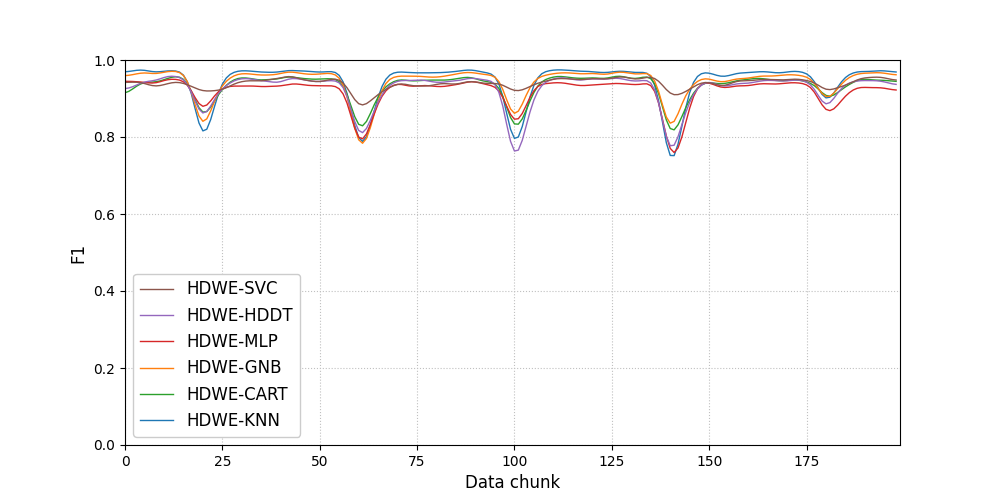 1.0
0.8
0.6
0.4
0.2
0.0
F1
HDWE-SVC
HDWE-HDDT
HDWE-MLP
HDWE-GNB
HDWE-CART
HDWE-KNN
0 25 50 75 100 125 150 175
Data chunk